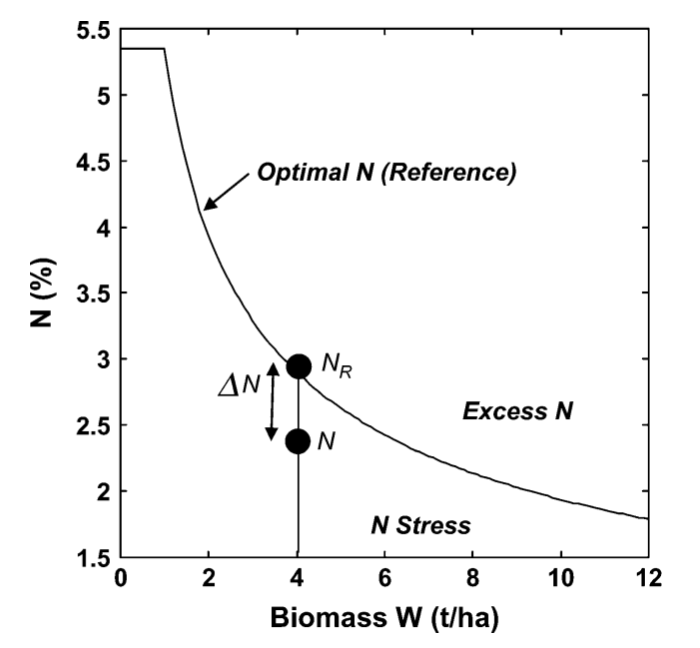 5.5
5
4.5
4
3.5
3
2.5
2
1.5
0 2 4 6 8 10 12
N (%)
Biomass W (t/ha)
Optimal N (Reference)
N_R
ΔN
N
Excess N
N Stress